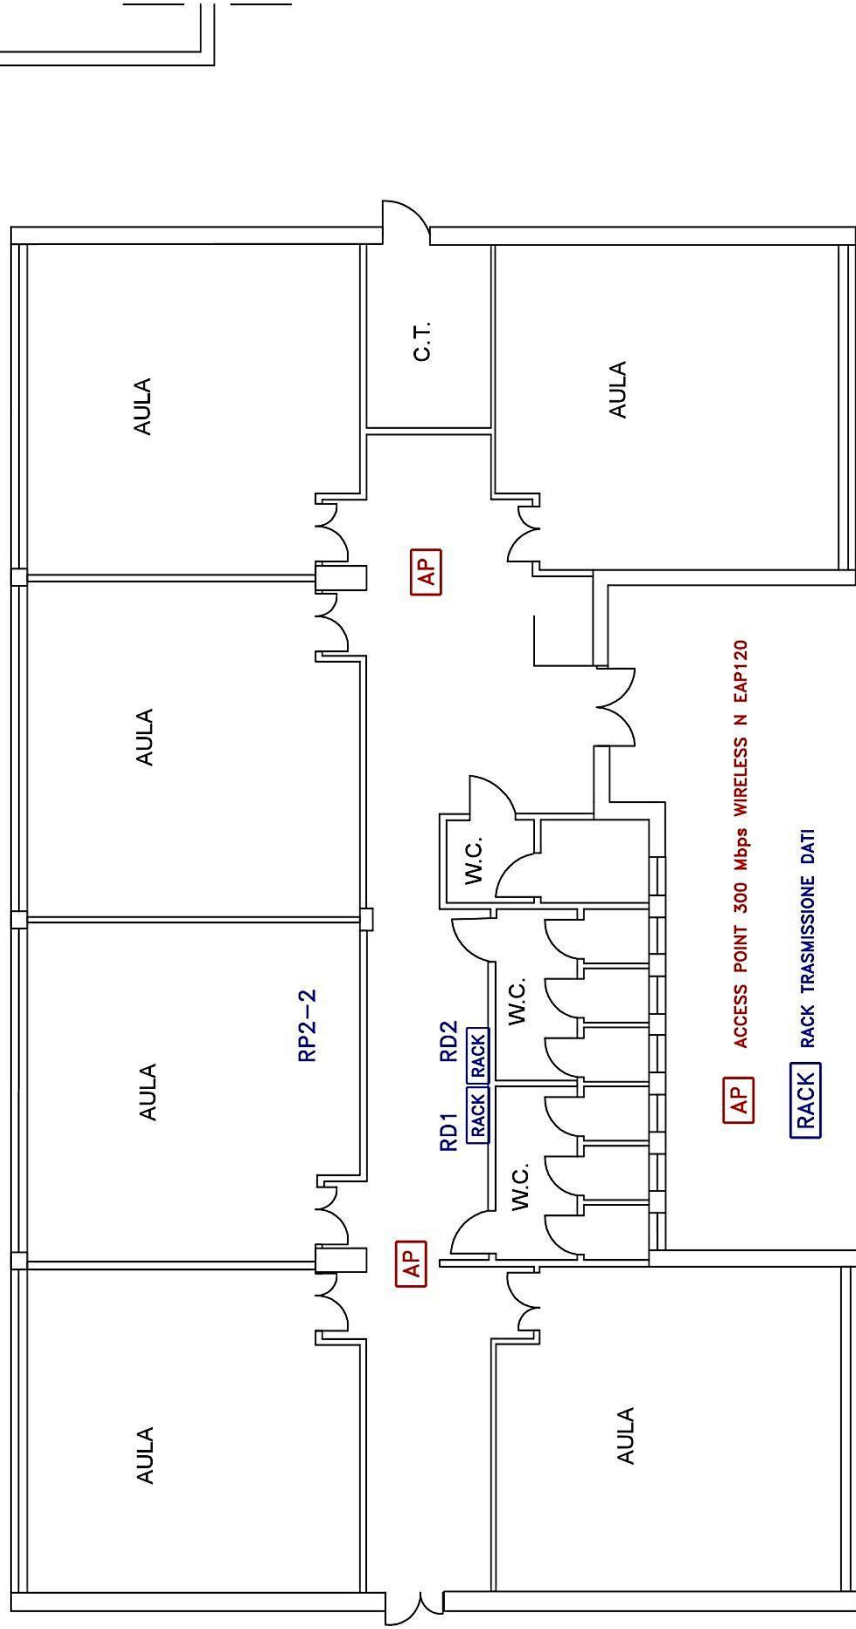 AULA
AULA
AULA
AULA
C.T.
AULA
AULA
AP
AP
RP2-2
RD1
RD2
RACK
RACK
W.C.
W.C.
W.C.
AP
ACCESS POINT 300 Mbps WIRELESS N EAP120
RACK
RACK TRASMISSIONE DATI